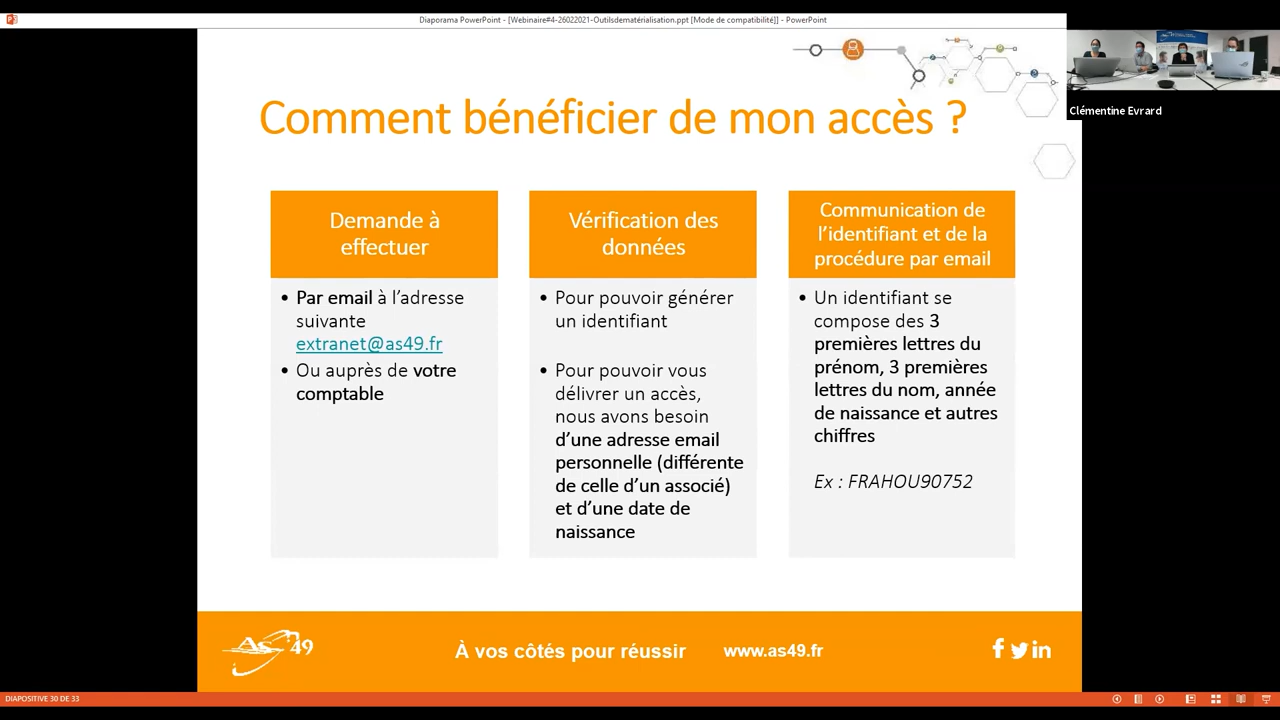 Diaporama PowerPoint - [Webinaire#4-26022021-Outilsdematérialisation.ppt [Mode de compatibilité]] - PowerPoint
Clémentine Evrard
Comment bénéficier de mon accès ?
Demande à
effectuer
• Par email à l’adresse
suivante
extranet@as49.fr
• Ou auprès de votre
comptable
Vérification des
données
• Pour pouvoir générer
un identifiant
• Pour pouvoir vous
délivrer un accès,
nous avons besoin
d’une adresse email
personnelle (différente
de celle d’un associé)
et d’une date de
naissance
Communication de
l’identifiant et de la
procédure par email
• Un identifiant se
compose des 3
premières lettres du
prénom, 3 premières
lettres du nom, année
de naissance et autres
chiffres
Ex : FRAHOU90752
As 49
À vos côtés pour réussir
www.as49.fr
DIAPOSITIVE 30 DE 33